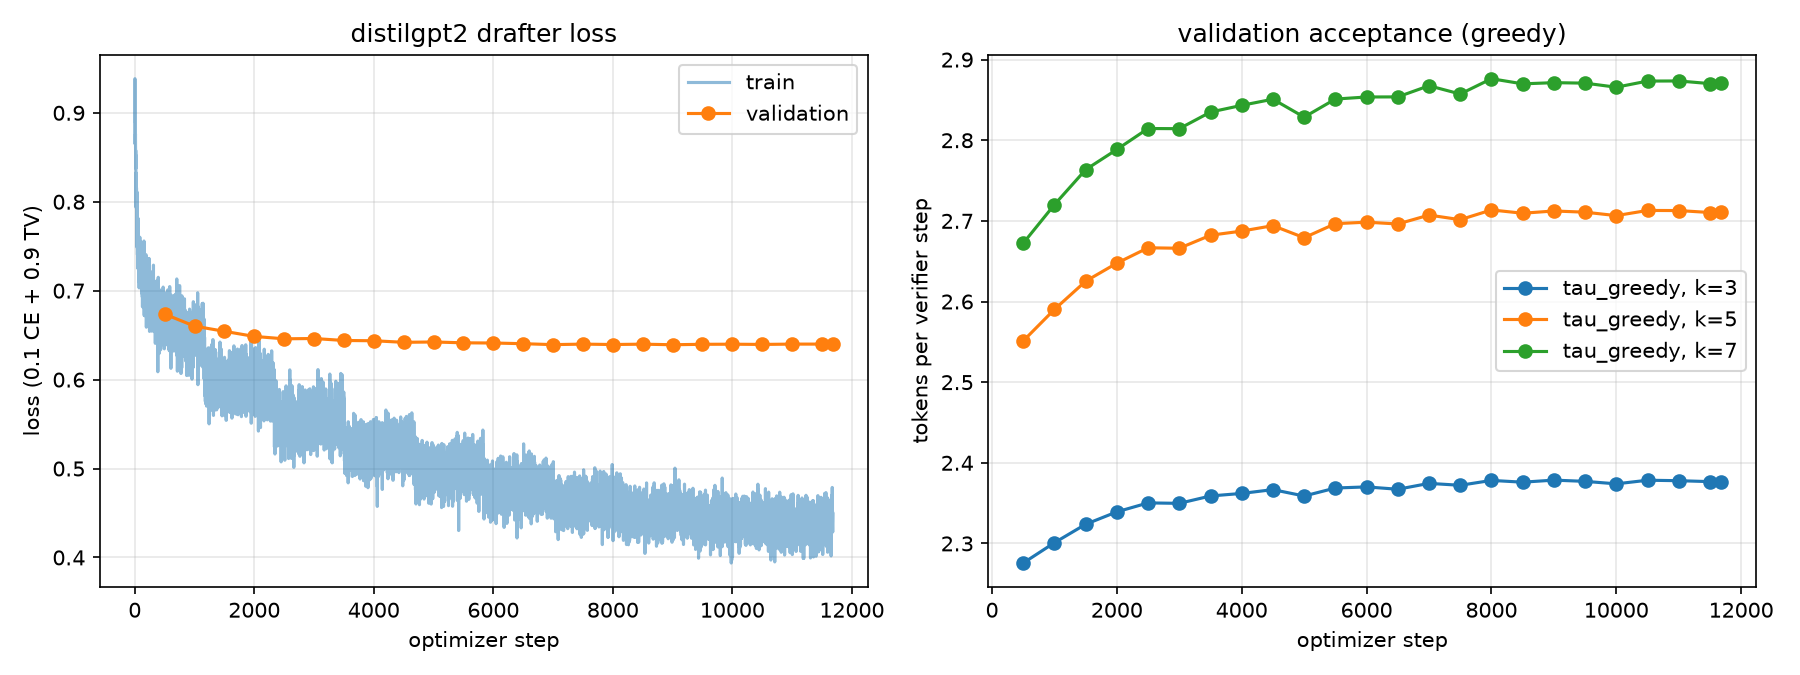 distilgpt2 drafter loss
train
validation
0.9
0.8
0.7
0.6
0.5
0.4
loss (0.1 CE + 0.9 TV)
0
2000
4000
6000
8000
10000
12000
optimizer step
validation acceptance (greedy)
2.9
2.8
2.7
2.6
2.5
2.4
2.3
tokens per verifier step
tau_greedy, k=3
tau_greedy, k=5
tau_greedy, k=7
0
2000
4000
6000
8000
10000
12000
optimizer step